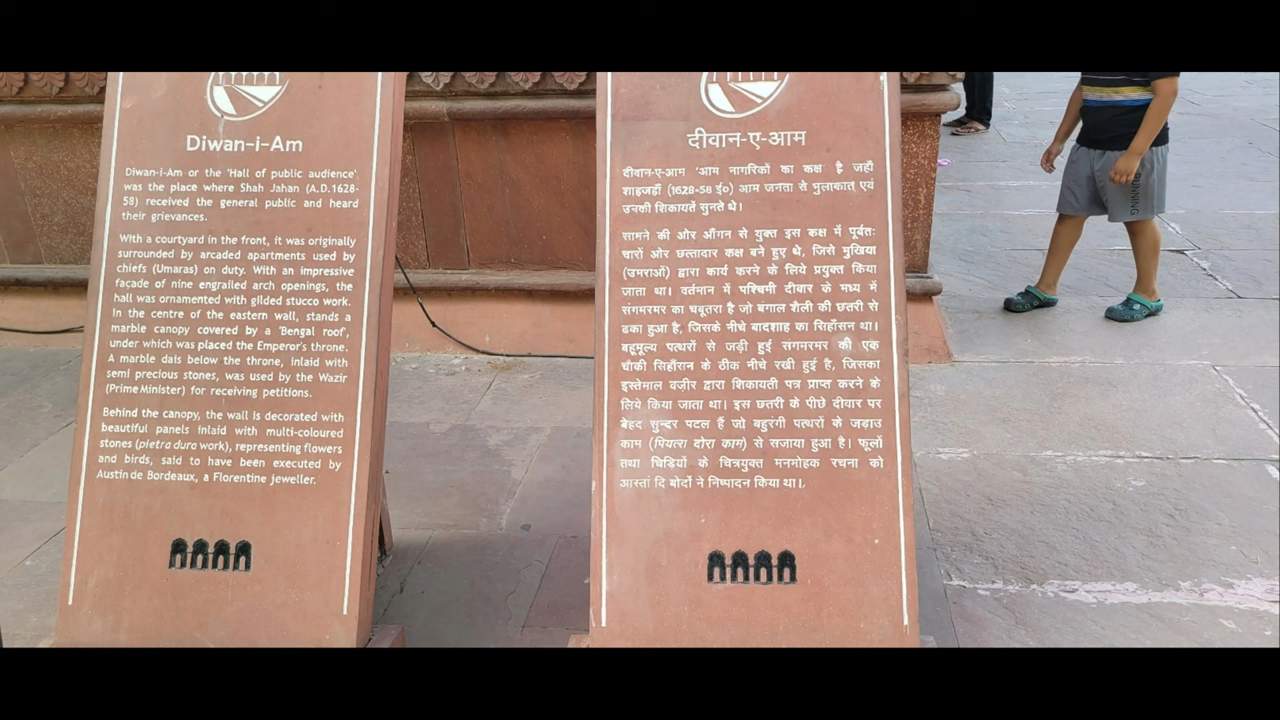 Diwan-i-Am
Diwan-i-Am or the 'Hall of public audience',
was the place where Shah Jahan (A.D.1628-
58) received the general public and heard
their grievances.
With a courtyard in the front, it was originally
surrounded by arcaded apartments used by
chiefs (Umaras) on duty. With an impressive
façade of nine engrailed arch openings, the
hall was ornamented with gilded stucco work.
In the centre of the eastern wall, stands a
marble canopy covered by a 'Bengal roof',
under which was placed the Emperor's throne.
A marble dais below the throne, inlaid with
semi precious stones, was used by the Wazir
(Prime Minister) for receiving petitions.
Behind the canopy, the wall is decorated with
beautiful panels inlaid with multi-coloured
stones (pietra dura work), representing flowers
and birds, said to have been executed by
Austin de Bordeaux, a Florentine jeweller.
दीवान-ए-आम
दीवान-ए-आम 'आम नागरिकों का कक्ष है जहाँ
शाहजहाँ (1628-58 ई०) आम जनता से मुलाकात् एवं
उनकी शिकायतें सुनते थे।
सामने की ओर आँगन से युक्त इस कक्ष में पूर्वतः
चारों ओर छत्तादार कक्ष बने हुए थे, जिसे मुखिया
(उमराओं) द्वारा कार्य करने के लिये प्रयुक्त किया
जाता था। वर्तमान में पश्चिमी दीवार के मध्य में
संगमरमर का चबूतरा है जो बंगाल शैली की छतरी से
ढका हुआ है, जिसके नीचे बादशाह का सिहाँसन था।
बहूमूल्य पत्थरों से जड़ी हुई संगमरमर की एक
चौकी सिहाँरान के ठीक नीचे रखी हुई है, जिसका
इस्तेमाल वज़ीर द्वारा शिकायती पत्र प्राप्त करने के
लिये किया जाता था। इस छतरी के पीछे दीवार पर
बेहद सुन्दर पटल हैं जो बहुरंगी पत्थरों के जड़ाउ
काम (पियत्रा दोरा काम) से सजाया हुआ है। फूलों
तथा चिड़ियों के चित्रयुक्त मनमोहक रचना को
आस्तां दि बोर्दो ने निष्पादन किया था।
RUNNING